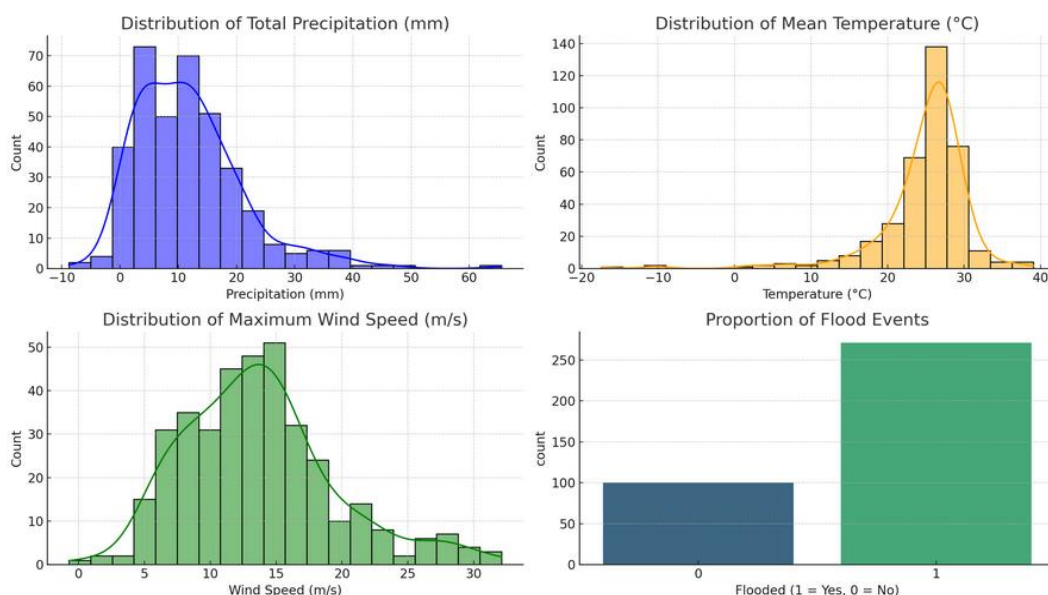 Distribution of Total Precipitation (mm)
Count
70
60
50
40
30
20
10
0
−10 0 10 20 30 40 50 60
Precipitation (mm)
Distribution of Mean Temperature (°C)
Count
140
120
100
80
60
40
20
0
−20 −10 0 10 20 30 40
Temperature (°C)
Distribution of Maximum Wind Speed (m/s)
Count
50
40
30
20
10
0
0 5 10 15 20 25 30
Wind Speed (m/s)
Proportion of Flood Events
count
250
200
150
100
50
0
0 1
Flooded (1 = Yes, 0 = No)